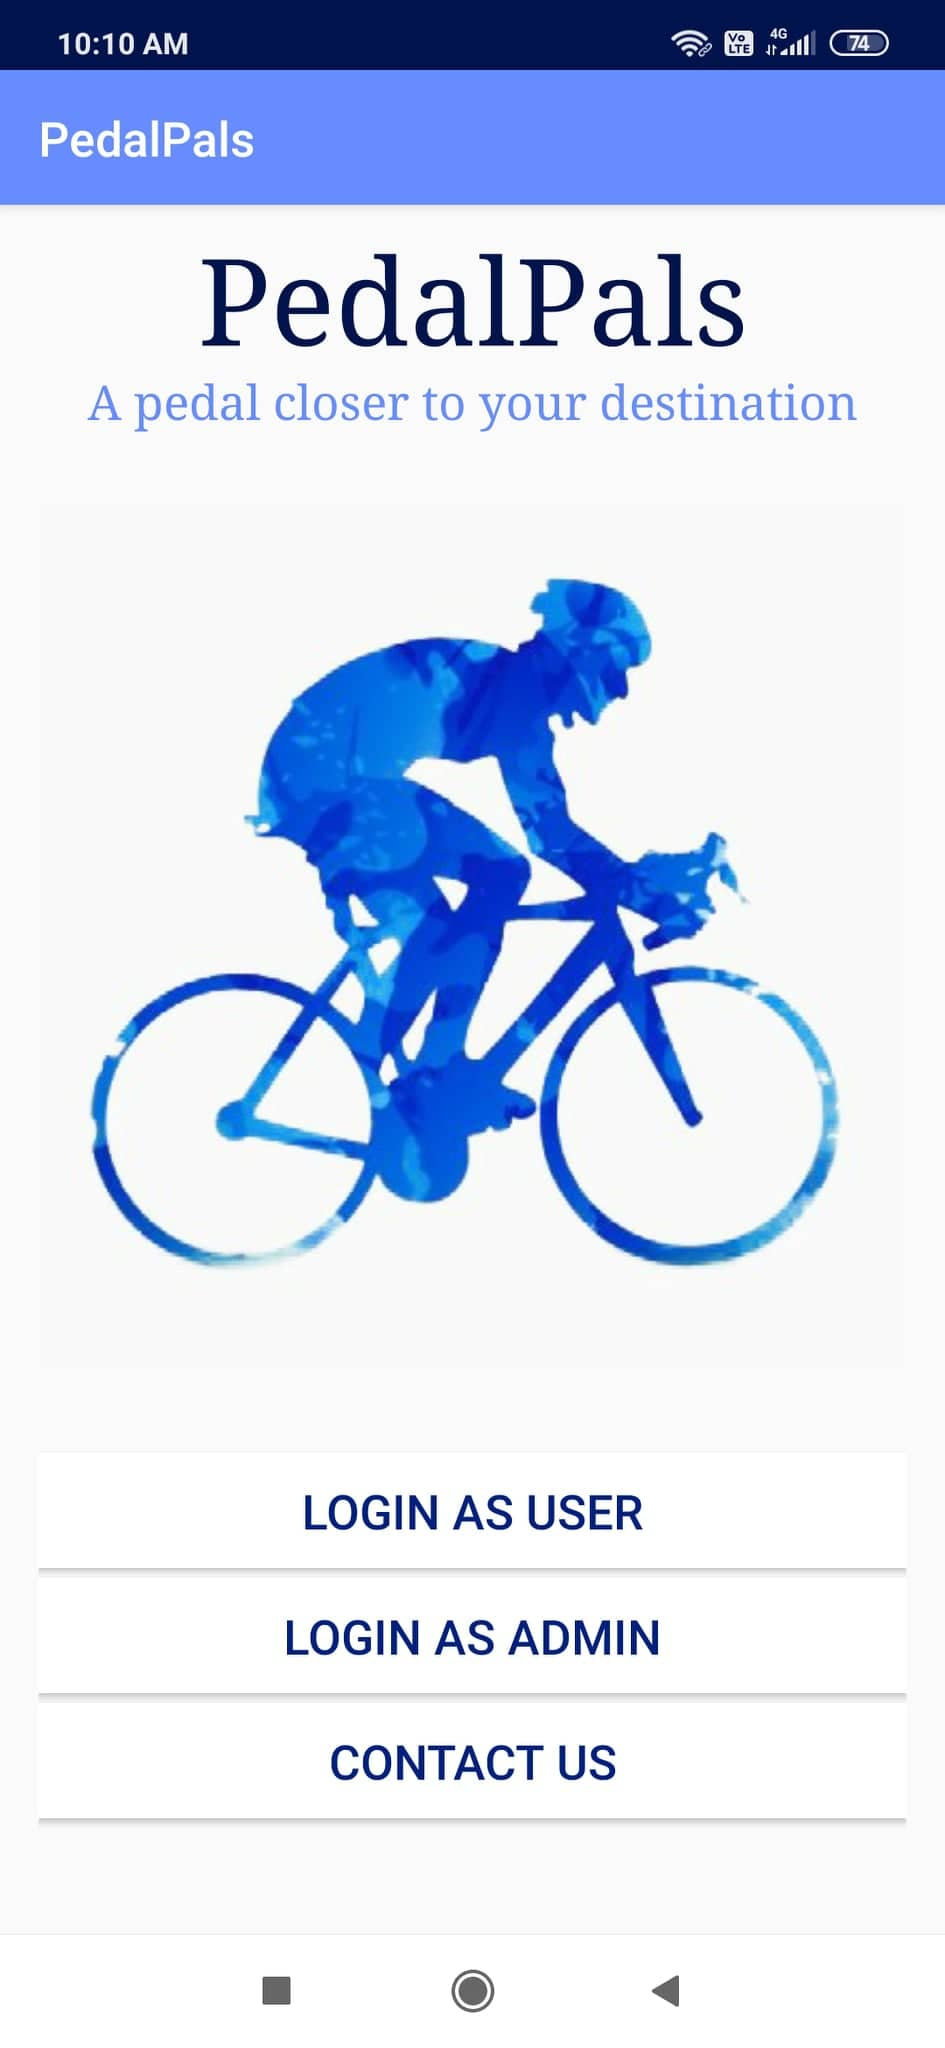 10:10 AM
Vo
LTE
4G
74
PedalPals
PedalPals
A pedal closer to your destination
LOGIN AS USER
LOGIN AS ADMIN
CONTACT US